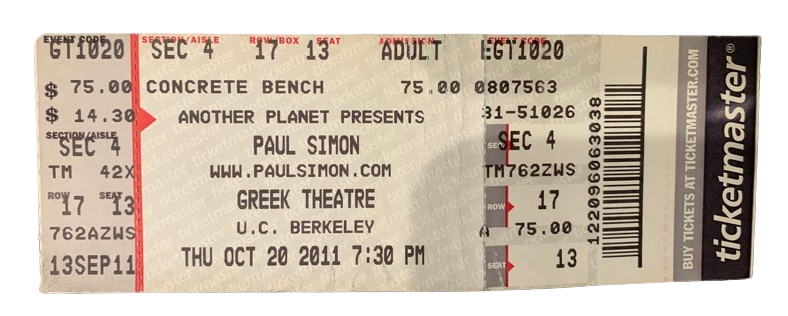 EVENT CODE
GT1020
$ 75.00
$ 14.30
SECTION/AISLE
SEC 4
TM 42X
ROW SEAT
17 13
762AZWS
13SEP11
SECTION/AISLE ROW/BOX SEAT ADMISSION
SEC 4 17 13 ADULT
CONCRETE BENCH 75.00
ANOTHER PLANET PRESENTS
PAUL SIMON
WWW.PAULSIMON.COM
GREEK THEATRE
U.C. BERKELEY
THU OCT 20 2011 7:30 PM
EVENT CODE
EGT1020
0807563
31-51026
SEC SEC 4
TM762ZWS
ROW 17
A 75.00
SEAT 13
122096063038
BUY TICKETS AT TICKETMASTER.COM
ticketmaster®